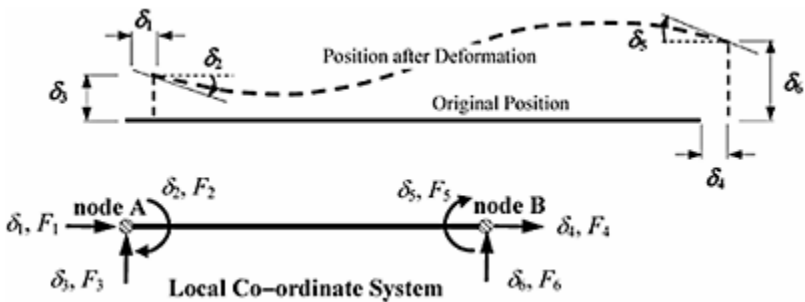 δ1
δ2
δ3
Position after Deformation
δ5
δ6
Original Position
δ4
δ2, F2
δ5, F5
node A
node B
δ1, F1
δ4, F4
δ3, F3
δ6, F6
Local Co-ordinate System